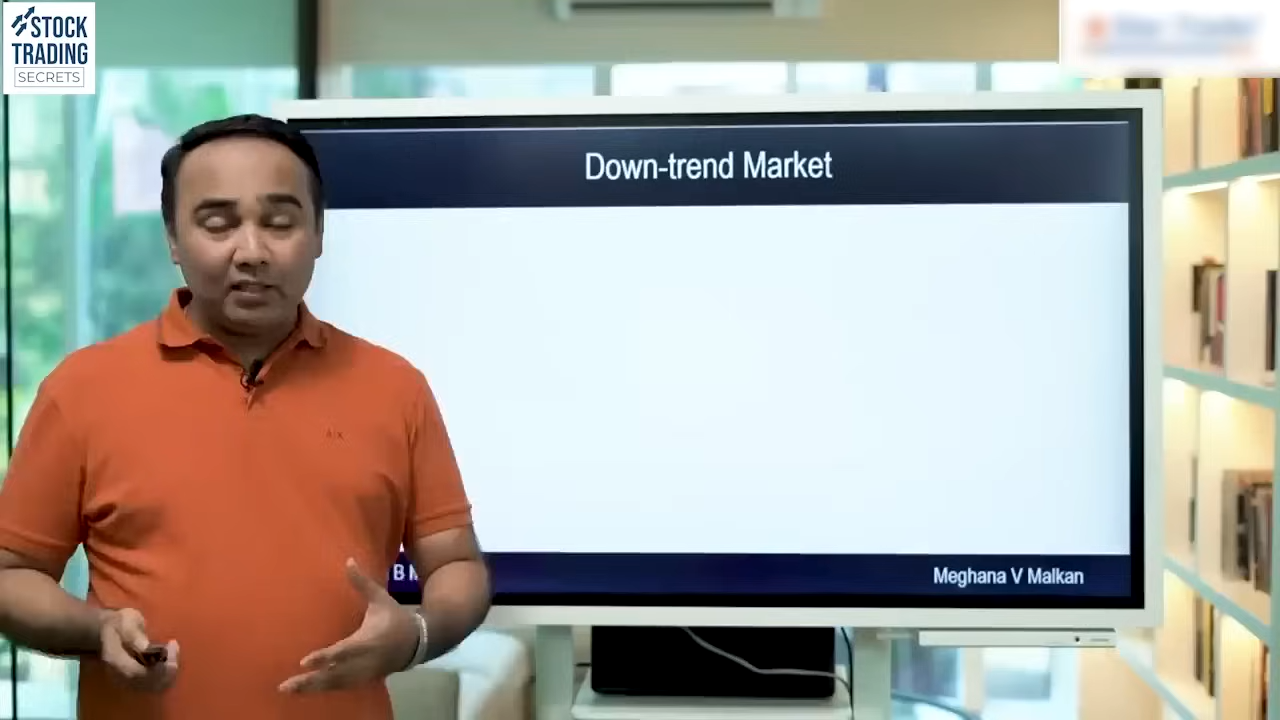 STOCK
TRADING
SECRETS
Down-trend Market
Meghana V Malkan